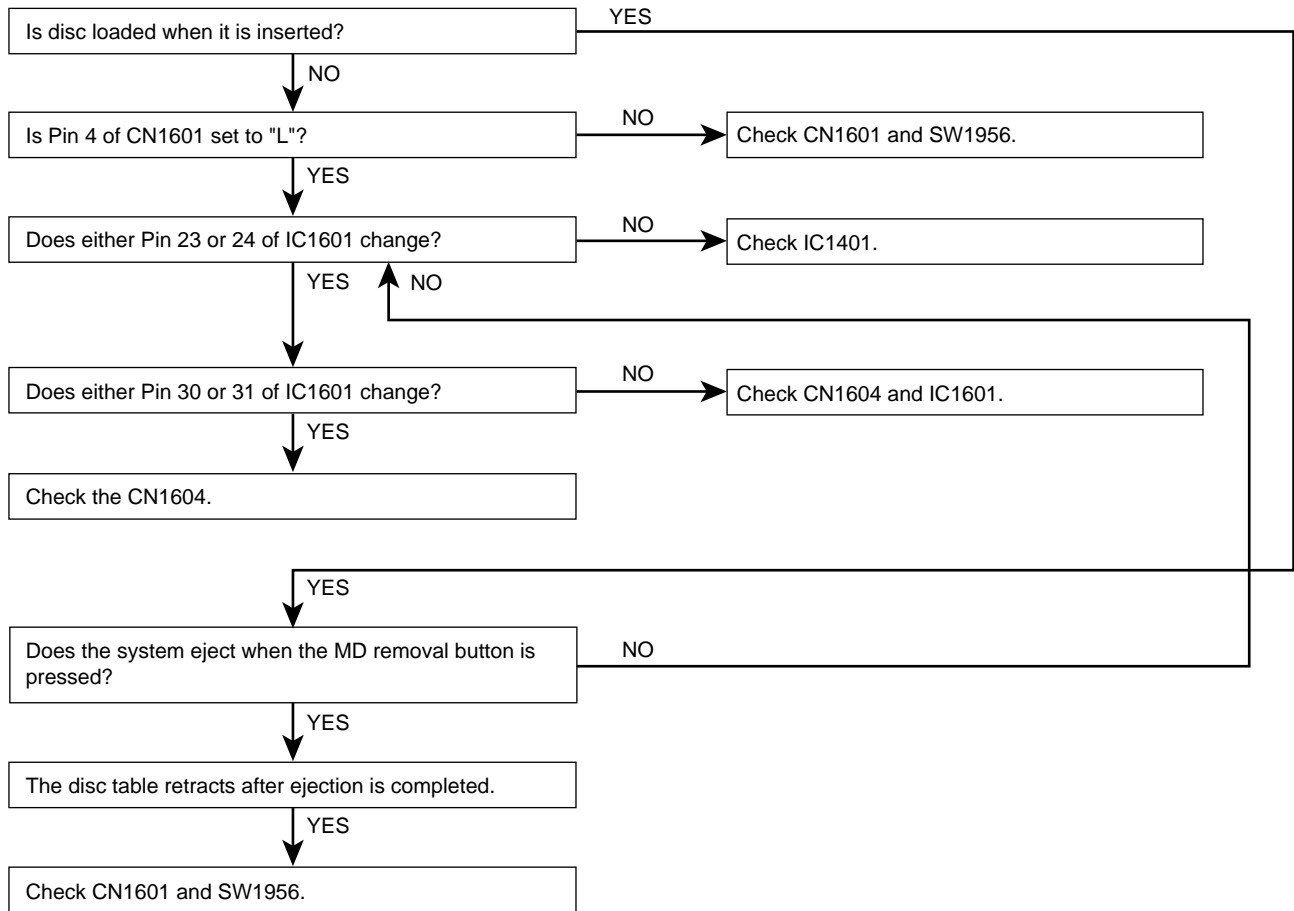 YES
Is disc loaded when it is inserted?
NO
Is Pin 4 of CN1601 set to "L"?
NO
Check CN1601 and SW1956.
YES
Does either Pin 23 or 24 of IC1601 change?
NO
Check IC1401.
YES
NO
Does either Pin 30 or 31 of IC1601 change?
NO
Check CN1604 and IC1601.
YES
Check the CN1604.
YES
Does the system eject when the MD removal button is
pressed?
NO
YES
The disc table retracts after ejection is completed.
YES
Check CN1601 and SW1956.